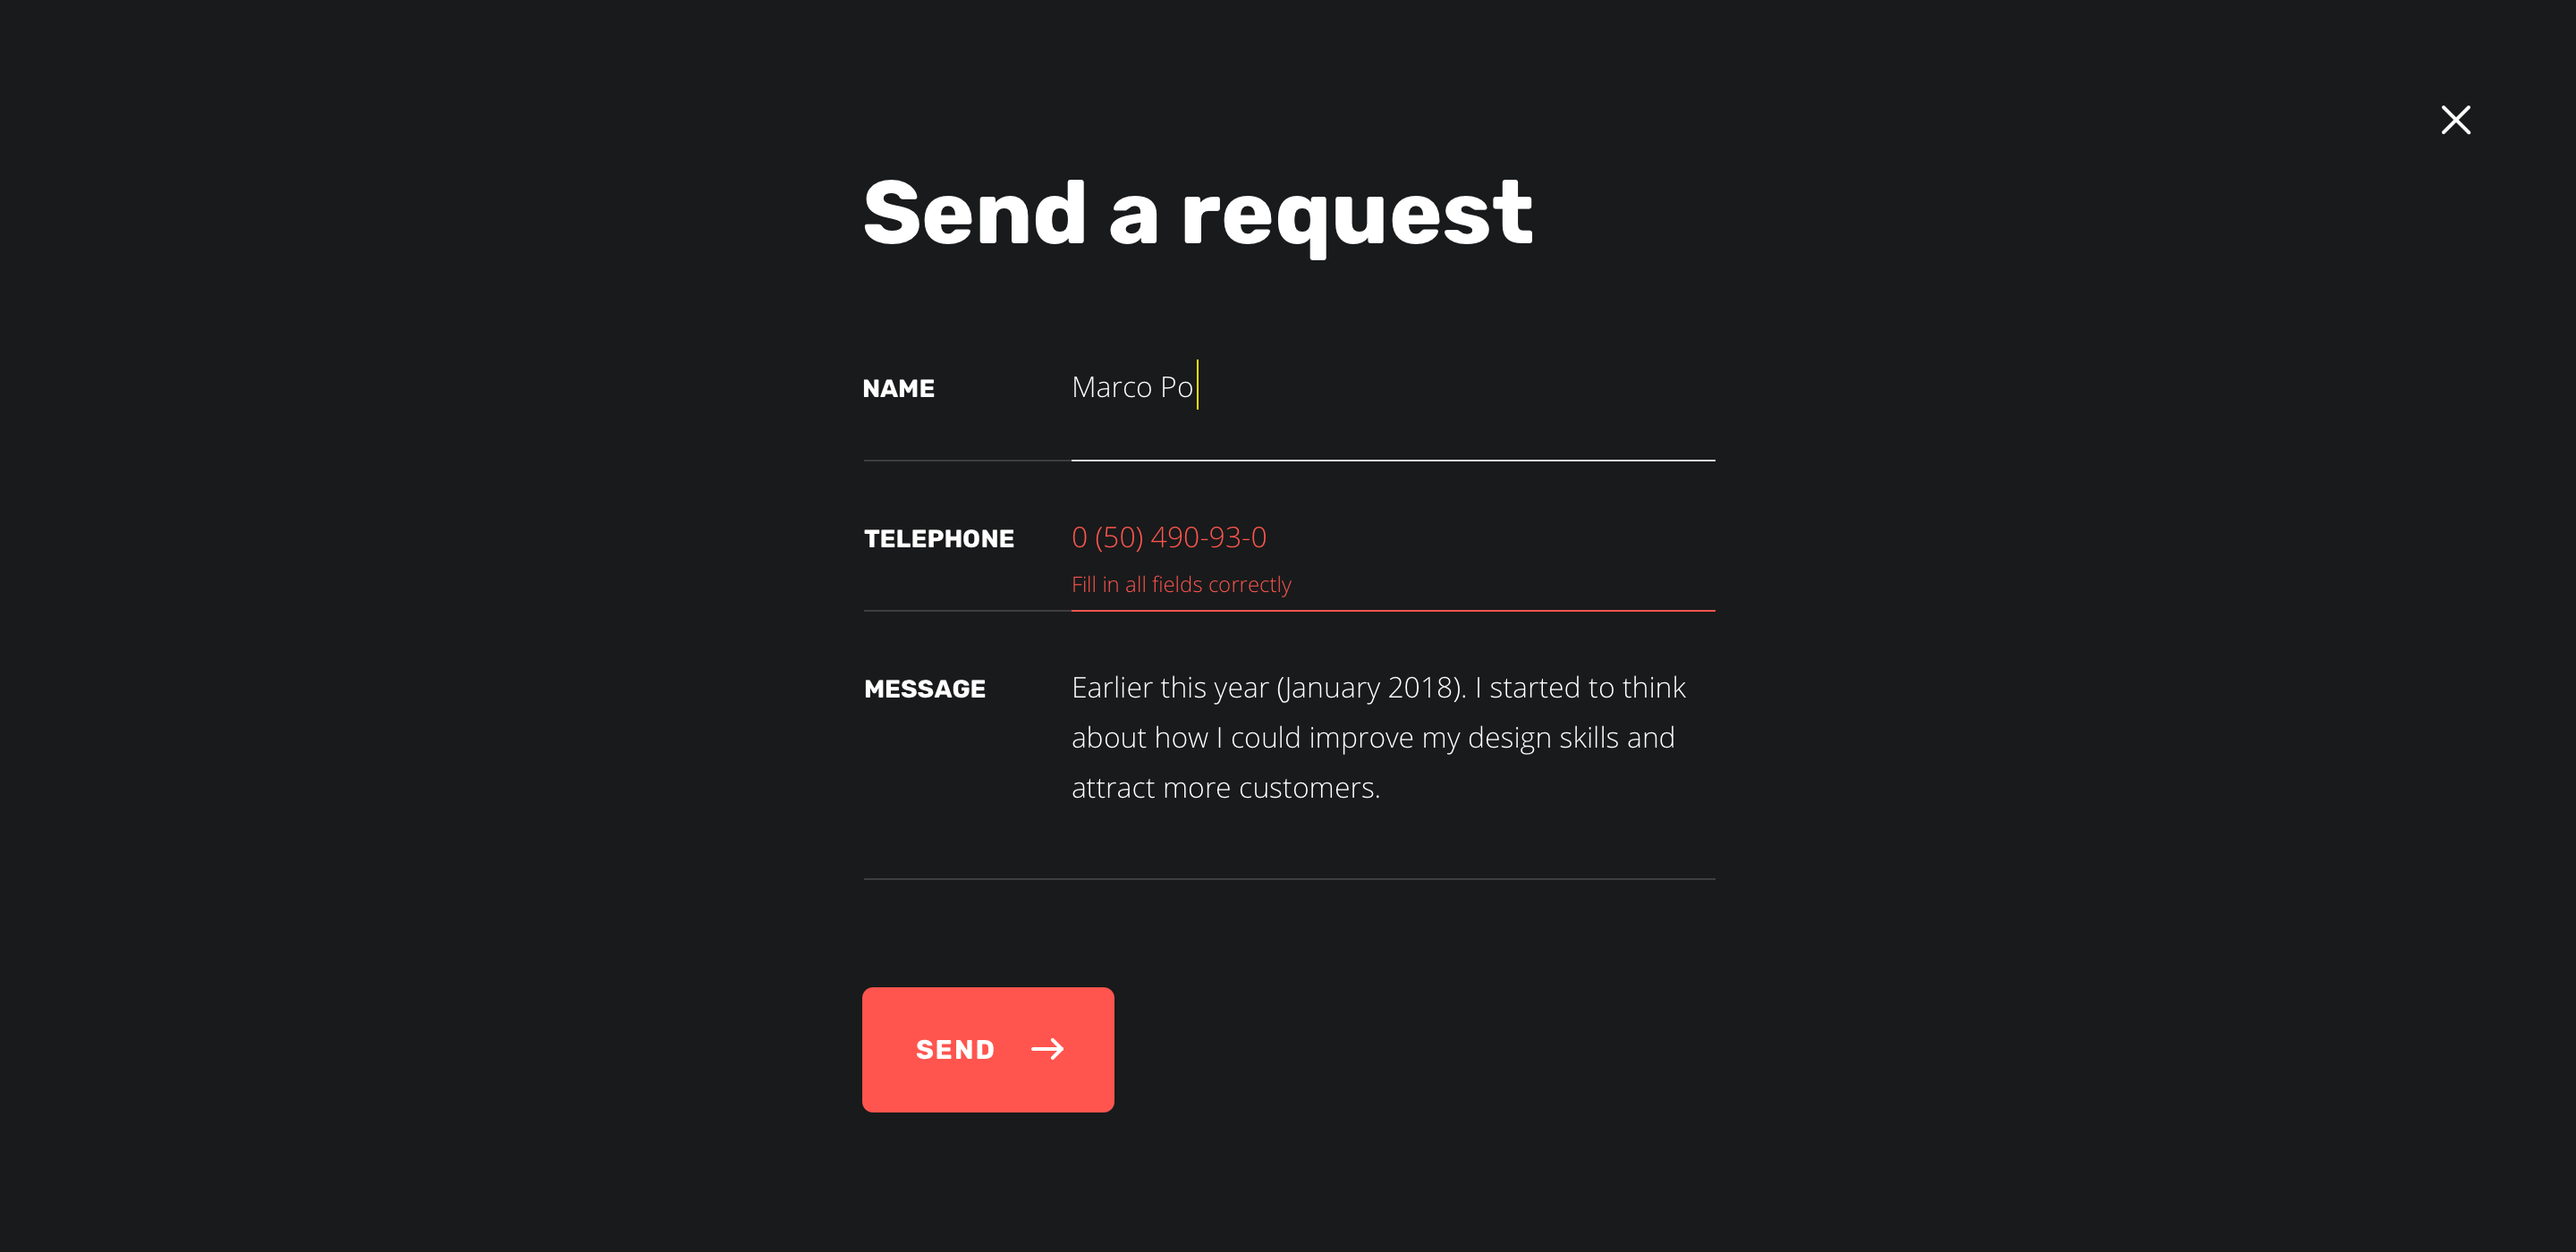 Send a request
NAME
Marco Po
TELEPHONE
0 (50) 490-93-0
Fill in all fields correctly
MESSAGE
Earlier this year (January 2018). I started to think
about how I could improve my design skills and
attract more customers.
SEND